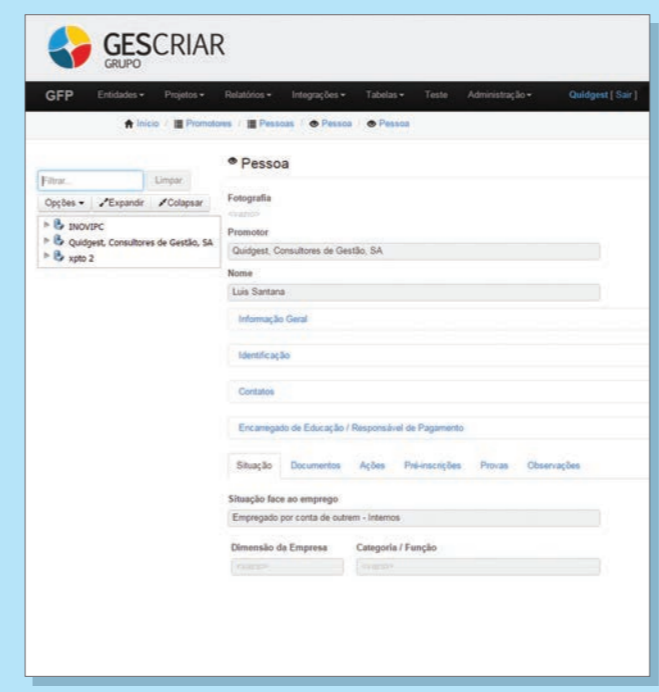 GESCRIAR
GRUPO
GFP Entidades Projetos Relatórios Integrações Tabelas Teste Administração Quidgest [ Sair ]
Início / Promotores / Pessoas / Pessoa / Pessoa
Pessoa
Filtrar... Limpar
Opções Expandir Colapsar
INOVIPC
Quidgest, Consultores de Gestão, SA
xpto 2
Fotografia
<vazio>
Promotor
Quidgest, Consultores de Gestão, SA
Nome
Luis Santana
Informação Geral
Identificação
Contatos
Encarregado de Educação / Responsável de Pagamento
Situação Documentos Ações Pré-inscrições Provas Observações
Situação face ao emprego
Empregado por conta de outrem - Internos
Dimensão da Empresa Categoria / Função
<vazio> <vazio>